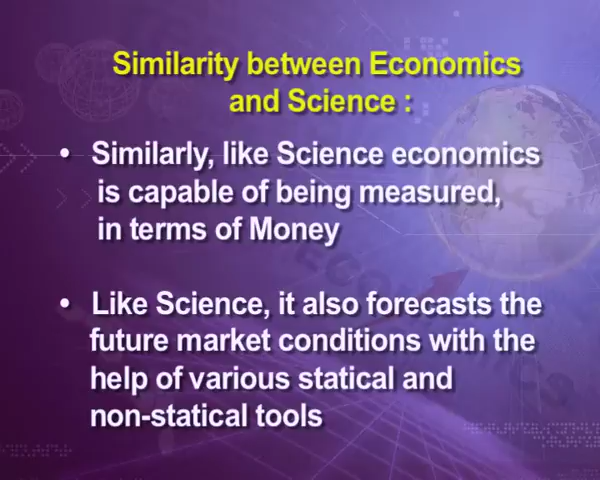 Similarity between Economics
and Science :
• Similarly, like Science economics
is capable of being measured,
in terms of Money
• Like Science, it also forecasts the
future market conditions with the
help of various statical and
non-statical tools